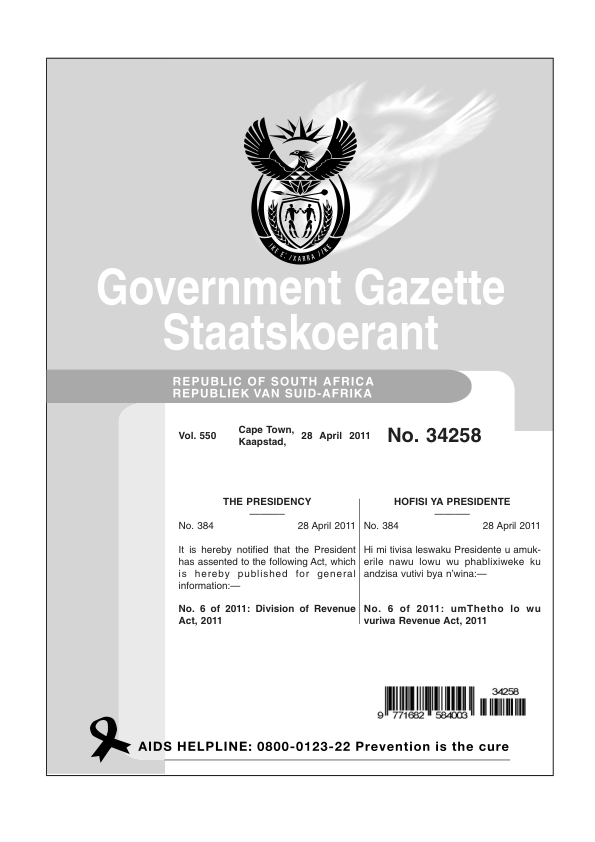 !KE E: /XARRA //KE
Government Gazette
Staatskoerant
REPUBLIC OF SOUTH AFRICA
REPUBLIEK VAN SUID-AFRIKA
Vol. 550
Cape Town,
Kaapstad,
28 April 2011
No. 34258
THE PRESIDENCY
No. 384 28 April 2011
It is hereby notified that the President
has assented to the following Act, which
is hereby published for general
information:—
No. 6 of 2011: Division of Revenue
Act, 2011
HOFISI YA PRESIDENTE
No. 384 28 April 2011
Hi mi tivisa leswaku Presidente u amuk-
erile nawu lowu wu phablixiweke ku
andzisa vutivi bya n'wina:—
No. 6 of 2011: umThetho lo wu
vuriwa Revenue Act, 2011
34258
9 771682 584003
AIDS HELPLINE: 0800-0123-22 Prevention is the cure